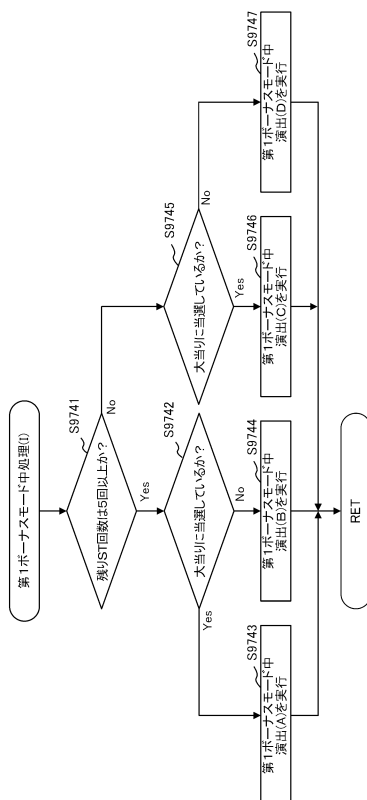 第1ボーナスモード中処理(I)
S9741
残りST回数は5回以上か?
No
Yes
S9742
大当りに当選しているか?
Yes
No
S9745
大当りに当選しているか?
No
Yes
S9743
第1ボーナスモード中
演出(A)を実行
S9744
第1ボーナスモード中
演出(B)を実行
S9746
第1ボーナスモード中
演出(C)を実行
S9747
第1ボーナスモード中
演出(D)を実行
RET